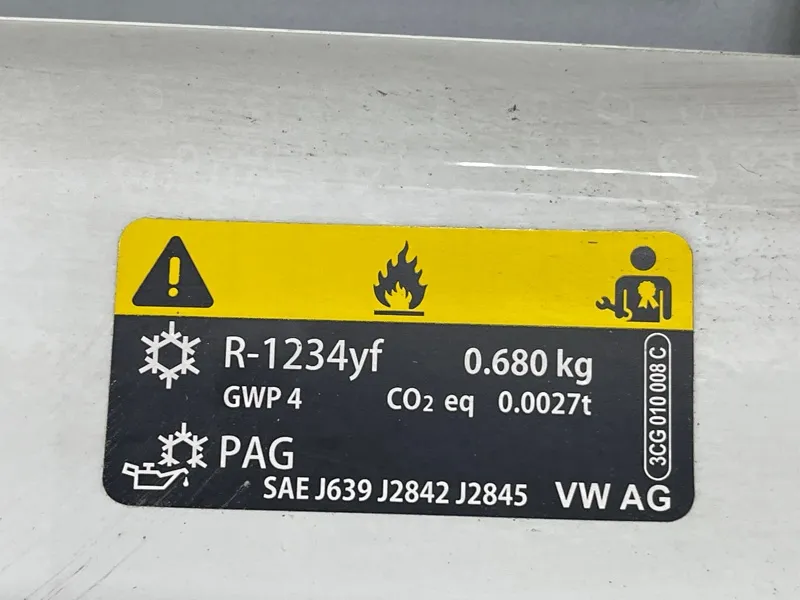 R-1234yf 0.680 kg
GWP 4 CO2 eq 0.0027t
PAG
SAE J639 J2842 J2845 VW AG
3CG 010 008 C